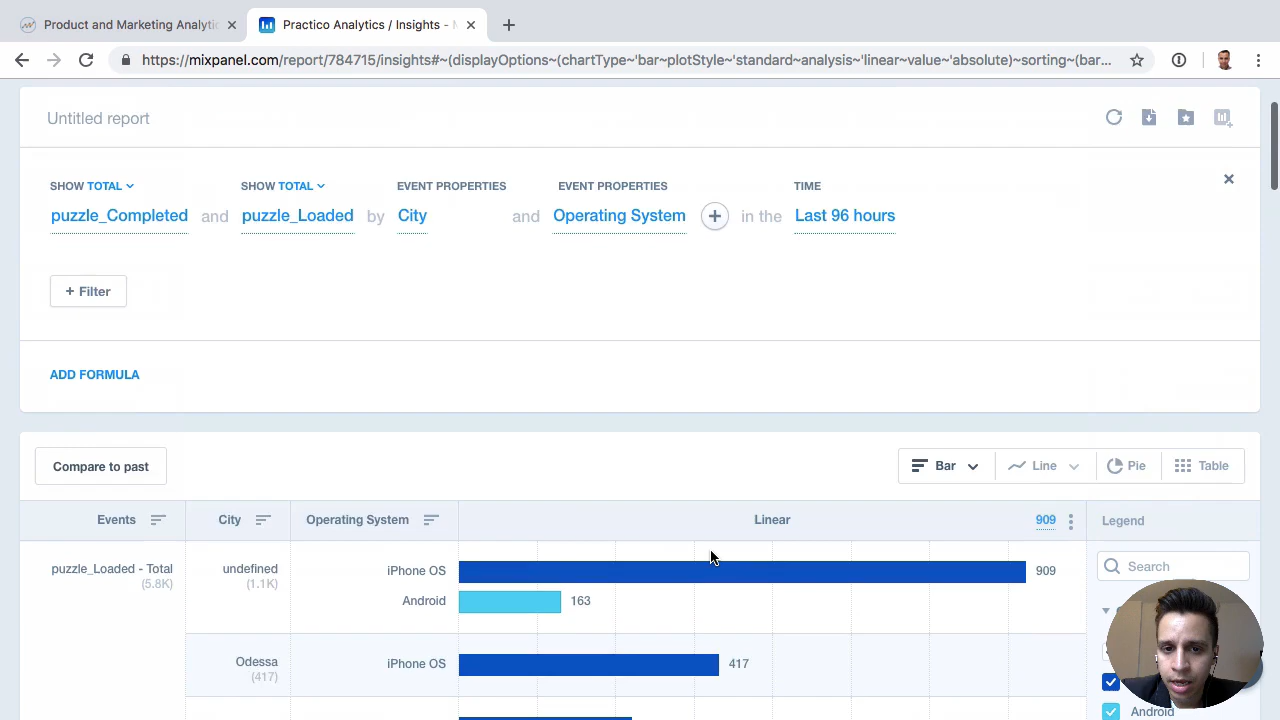 Product and Marketing Analytic
Practico Analytics / Insights -
https://mixpanel.com/report/784715/insights#~(displayOptions~(chartType~'bar~plotStyle~'standard~analysis~'linear~value~'absolute)~sorting~(bar...
Untitled report
SHOW TOTAL SHOW TOTAL EVENT PROPERTIES EVENT PROPERTIES TIME
puzzle_Completed and puzzle_Loaded by City and Operating System + in the Last 96 hours
+ Filter
ADD FORMULA
Compare to past Bar Line Pie Table
Events City Operating System Linear 909 Legend
puzzle_Loaded - Total undefined iPhone OS 909 Search
(5.8K) (1.1K)
Android 163
Odessa iPhone OS 417
(417)
Android